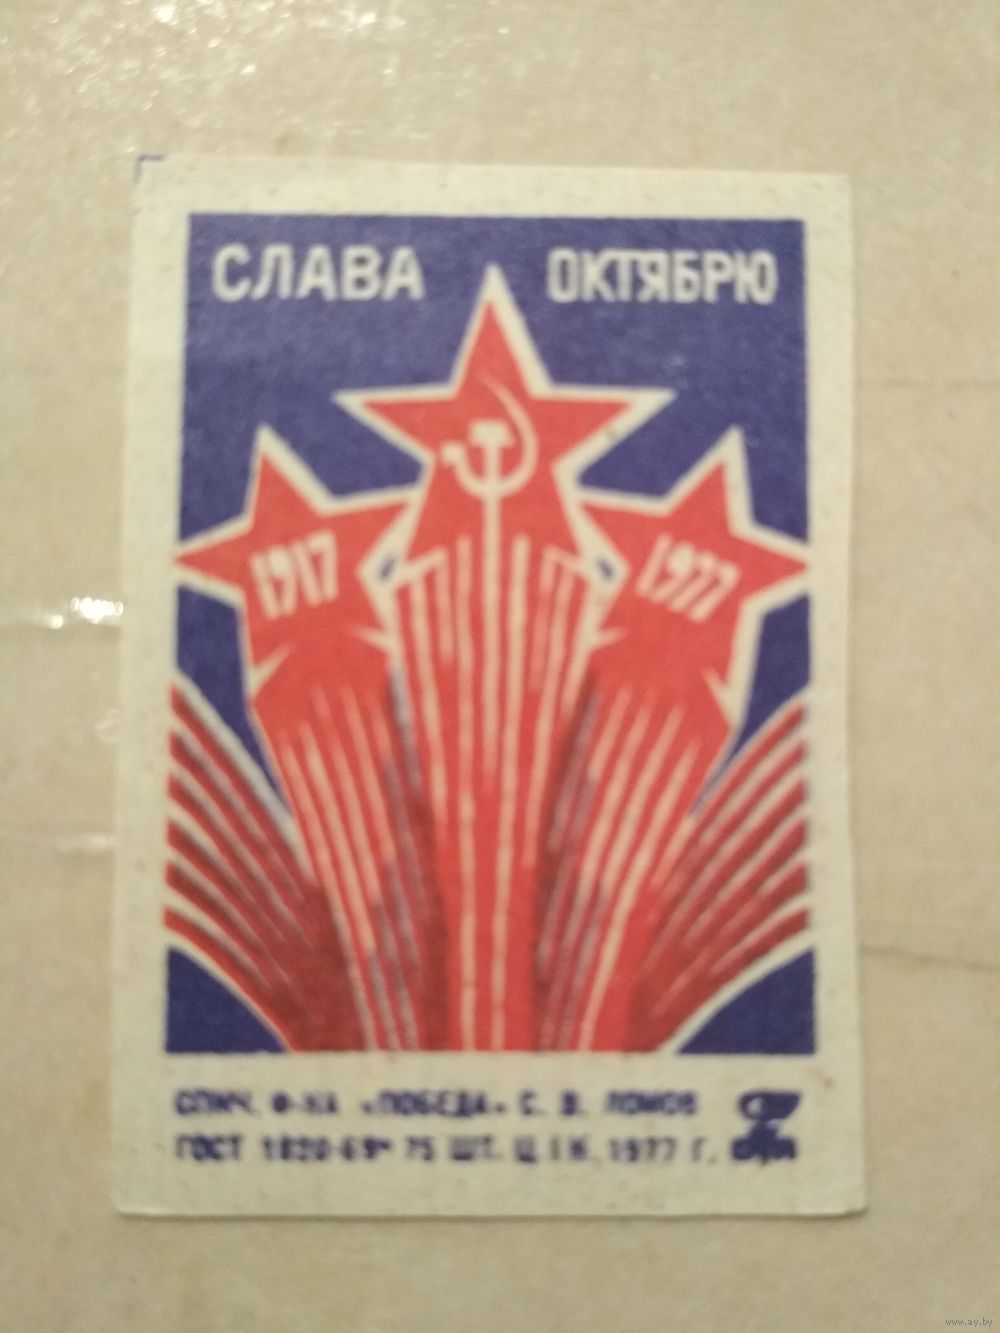 СЛАВА ОКТЯБРЮ
1917 1977
СПИЧ. Ф-КА «ПОБЕДА» С. В. ЛОМОВ
ГОСТ 1820-69 75 ШТ. Ц. 1 К. 1977 Г.
www.ay.by